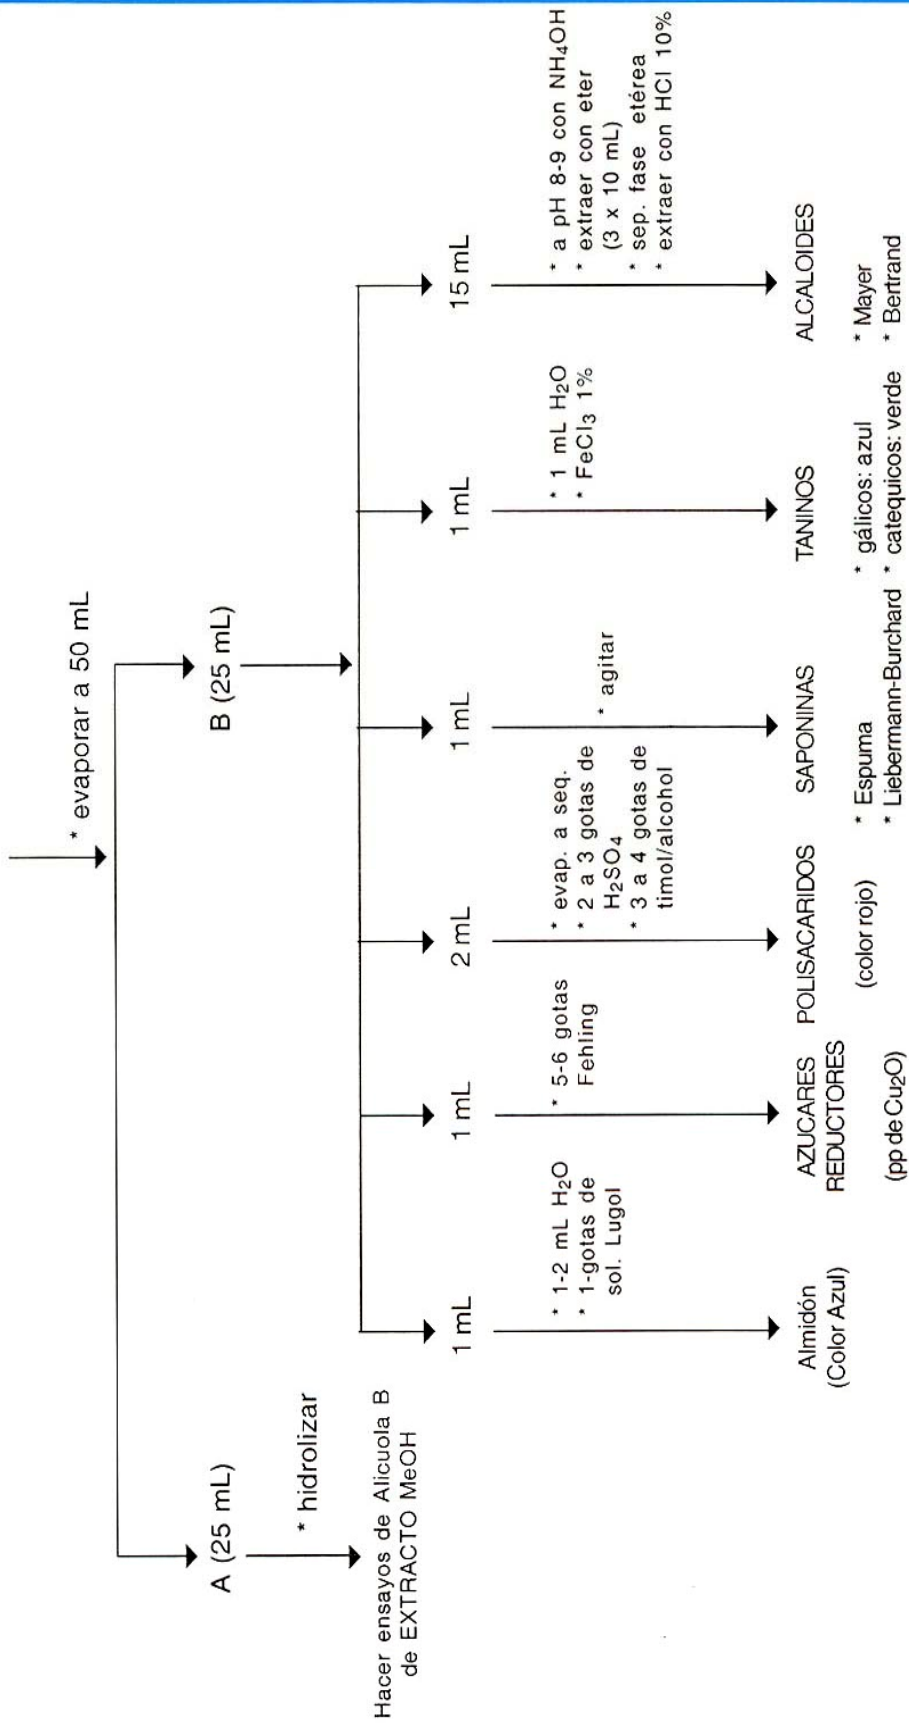 * evaporar a 50 mL
A (25 mL)
B (25 mL)
* hidrolizar
Hacer ensayos de Alicuola B
de EXTRACTO MeOH
1 mL
1 mL
2 mL
1 mL
1 mL
15 mL
* 1-2 mL H₂O
* 1-gotas de
sol. Lugol
* 5-6 gotas
Fehling
* evap. a seq.
* 2 a 3 gotas de
H₂SO₄
* 3 a 4 gotas de
timol/alcohol
* agitar
* 1 mL H₂O
* FeCl₃ 1%
* a pH 8-9 con NH₄OH
* extraer con eter
(3 x 10 mL)
* sep. fase etérea
* extraer con HCl 10%
Almidón
(Color Azul)
AZUCARES
REDUCTORES
(pp de Cu₂O)
POLISACARIDOS
(color rojo)
SAPONINAS
* Espuma
* Liebermann-Burchard
TANINOS
* gálicos: azul
* catequicos: verde
ALCALOIDES
* Mayer
* Bertrand